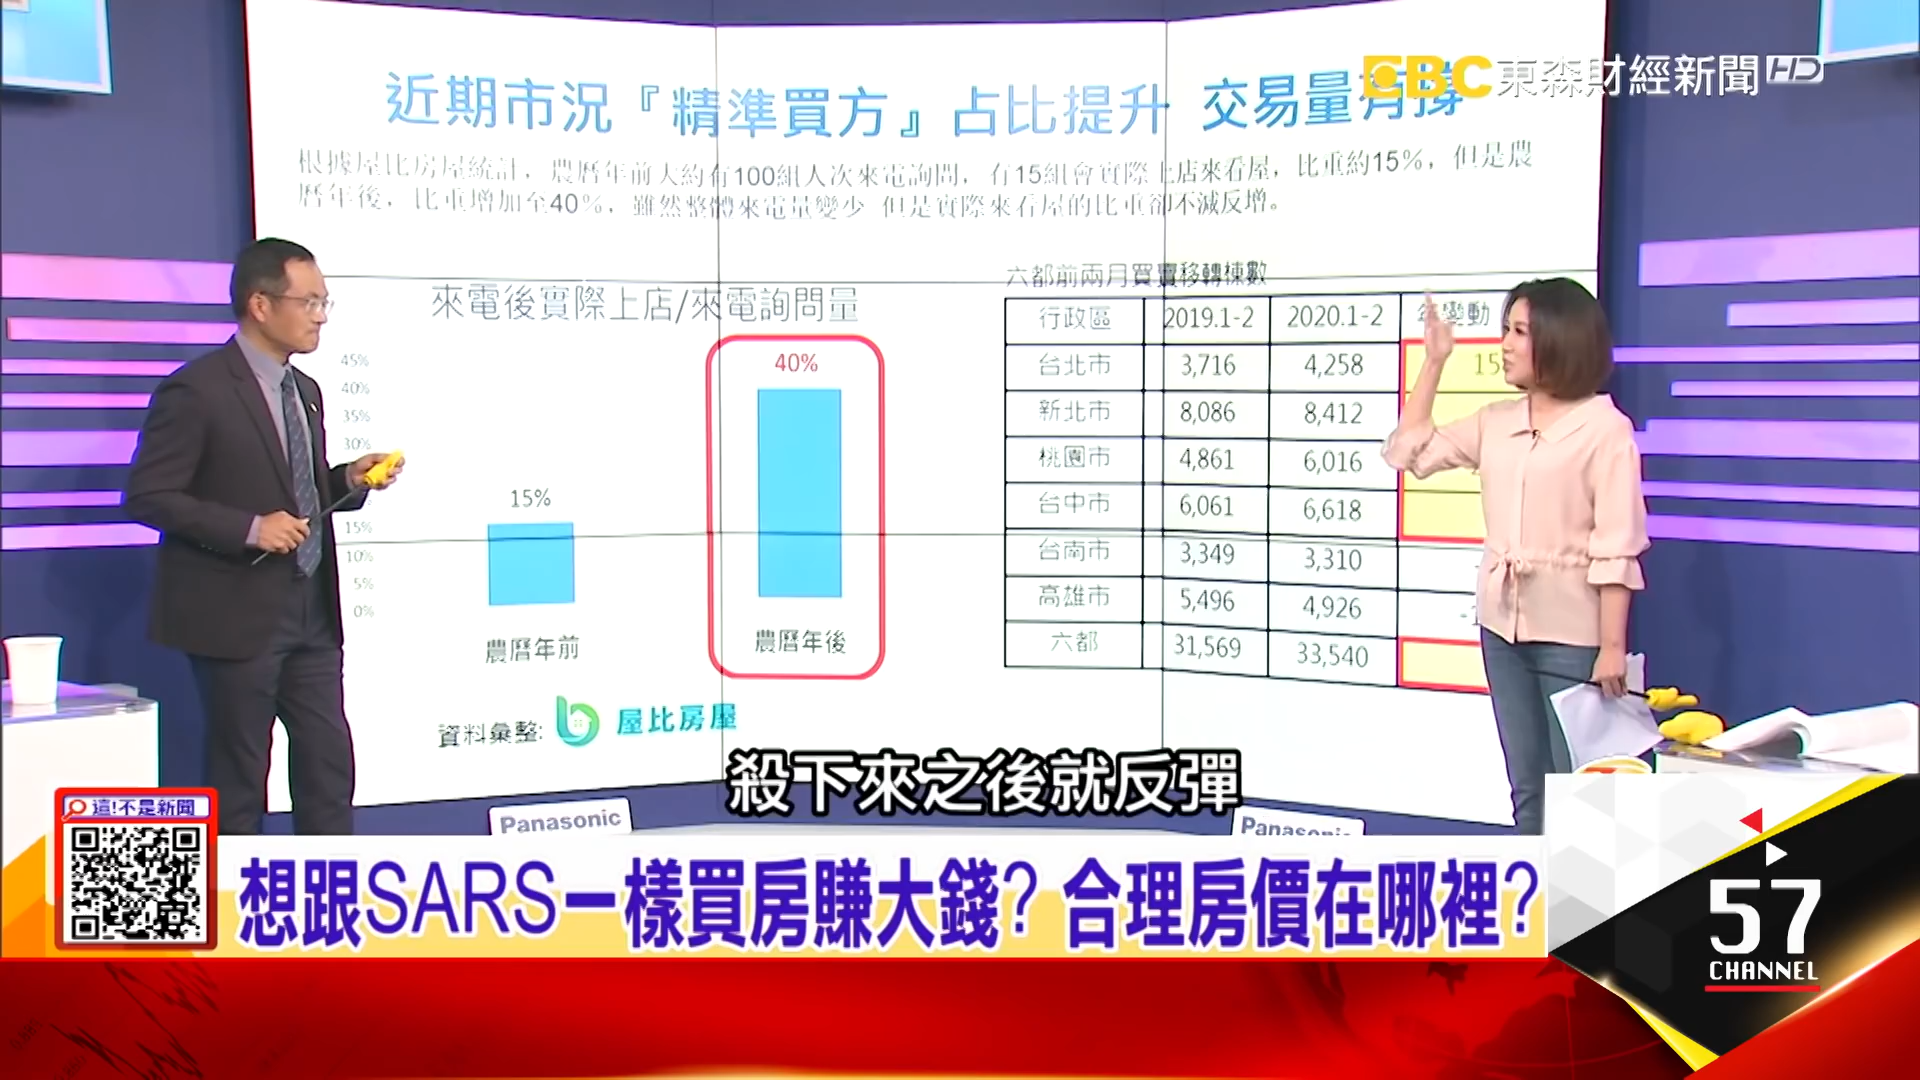 EBC 東森財經新聞 HD
近期市況『精準買方』占比提升 交易量有撐
根據屋比房屋統計，農曆年前大約有100組人次來電詢問，有15組會實際上店來看屋，比重約15%，但是農
曆年後，比重增加至40%，雖然整體來電量變少 但是實際來看屋的比重卻不減反增。
來電後實際上店/來電詢問量
45%
40%
35%
30%
15%
10%
5%
0%
15%
40%
農曆年前
農曆年後
資料彙整: 屋比房屋
六都前兩月買賣移轉棟數
行政區 2019.1-2 2020.1-2 年變動
台北市 3,716 4,258 15
新北市 8,086 8,412
桃園市 4,861 6,016
台中市 6,061 6,618
台南市 3,349 3,310
高雄市 5,496 4,926
六都 31,569 33,540
殺下來之後就反彈
Panasonic
Panasonic
這!不是新聞
想跟SARS一樣買房賺大錢? 合理房價在哪裡?
57
CHANNEL